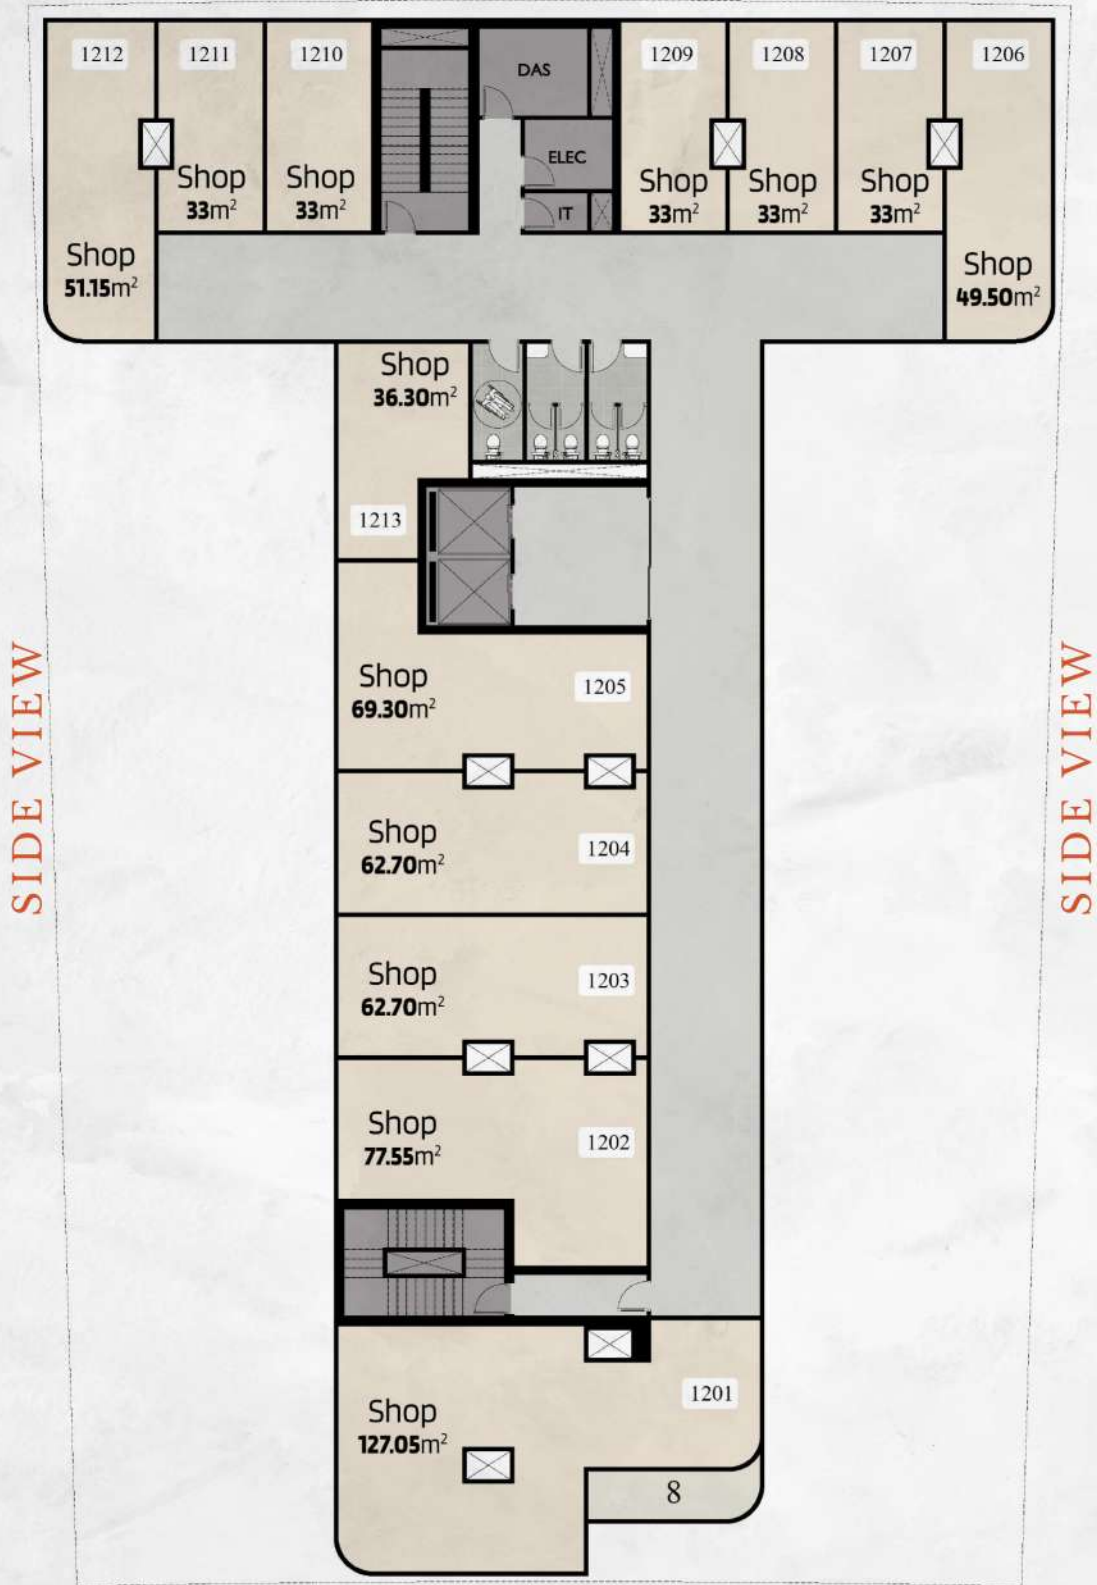 1212
1211
1210
DAS
1209
1208
1207
1206
ELEC
IT
Shop
33m²
Shop
33m²
Shop
33m²
Shop
33m²
Shop
33m²
Shop
51.15m²
Shop
49.50m²
Shop
36.30m²
1213
SIDE VIEW
SIDE VIEW
Shop
69.30m²
1205
Shop
62.70m²
1204
Shop
62.70m²
1203
Shop
77.55m²
1202
1201
Shop
127.05m²
8